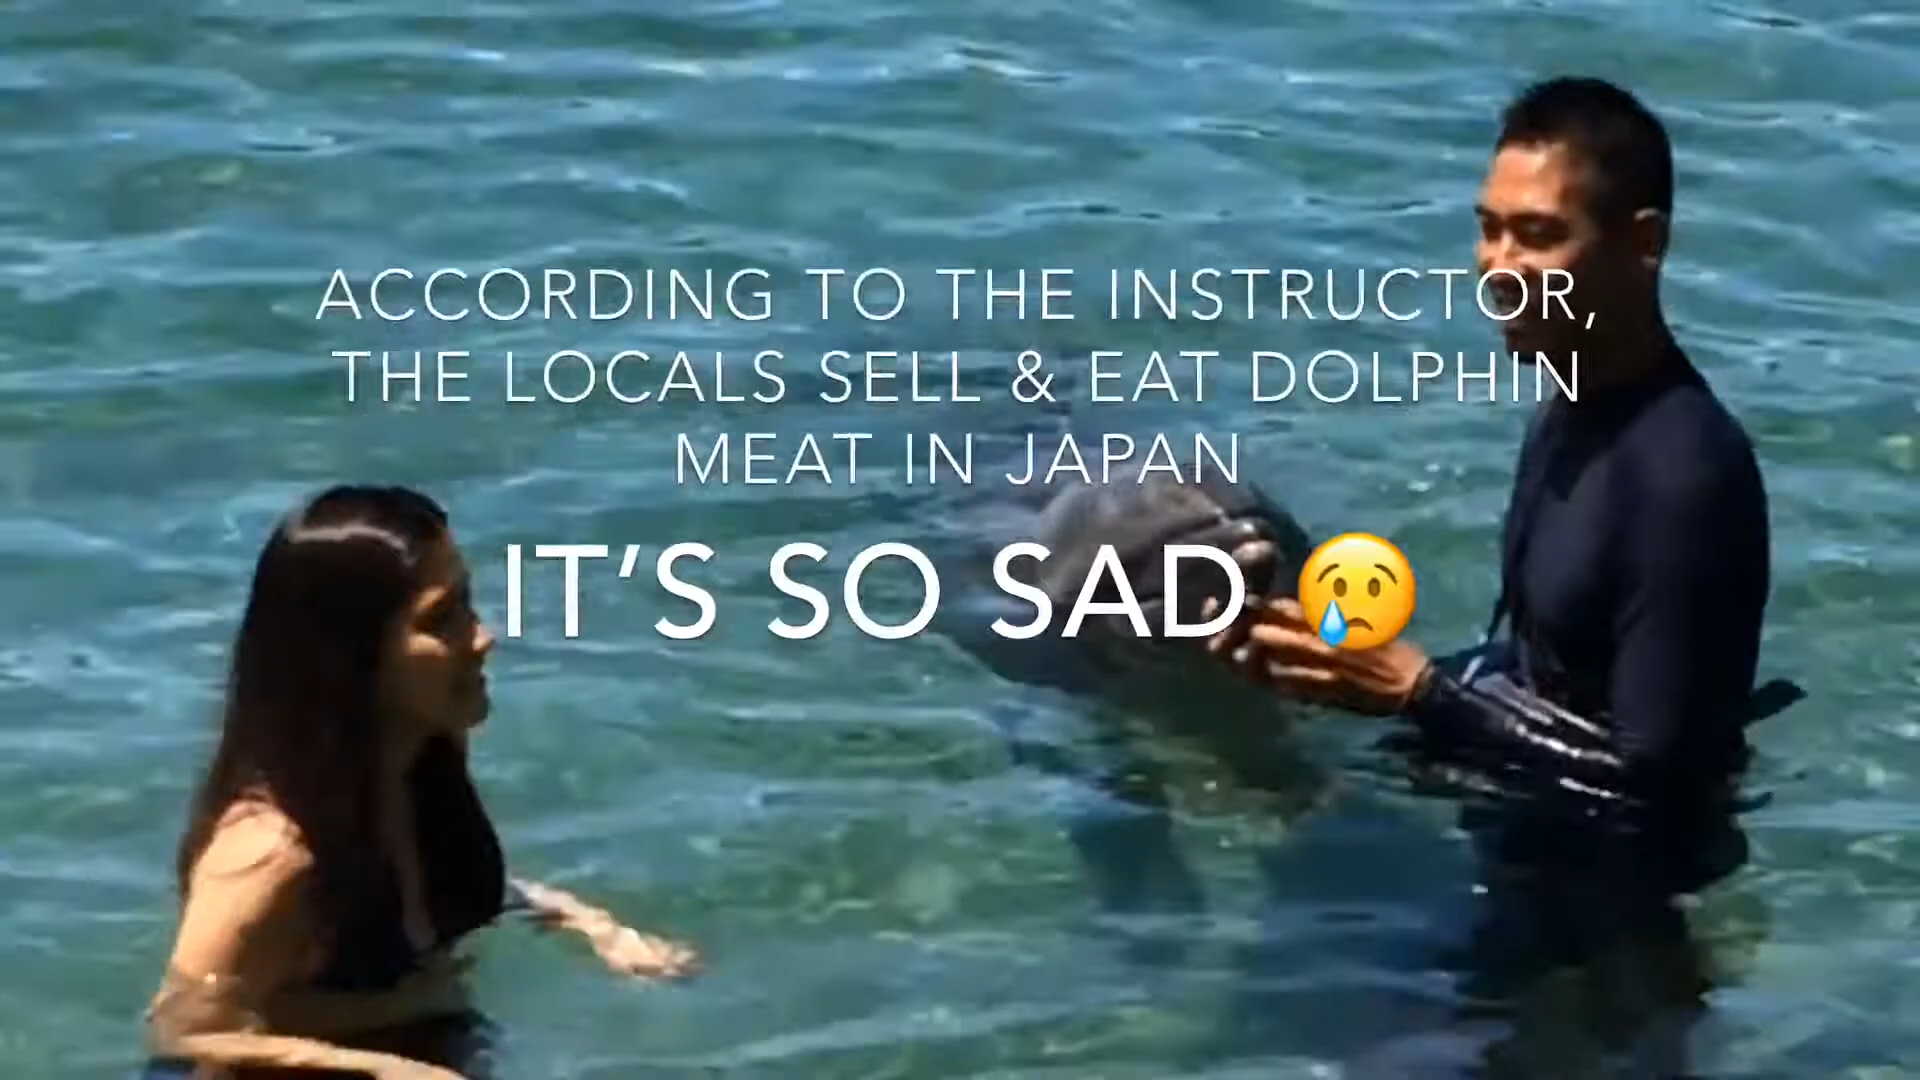 ACCORDING TO THE INSTRUCTOR,
THE LOCALS SELL & EAT DOLPHIN
MEAT IN JAPAN
IT’S SO SAD 😢